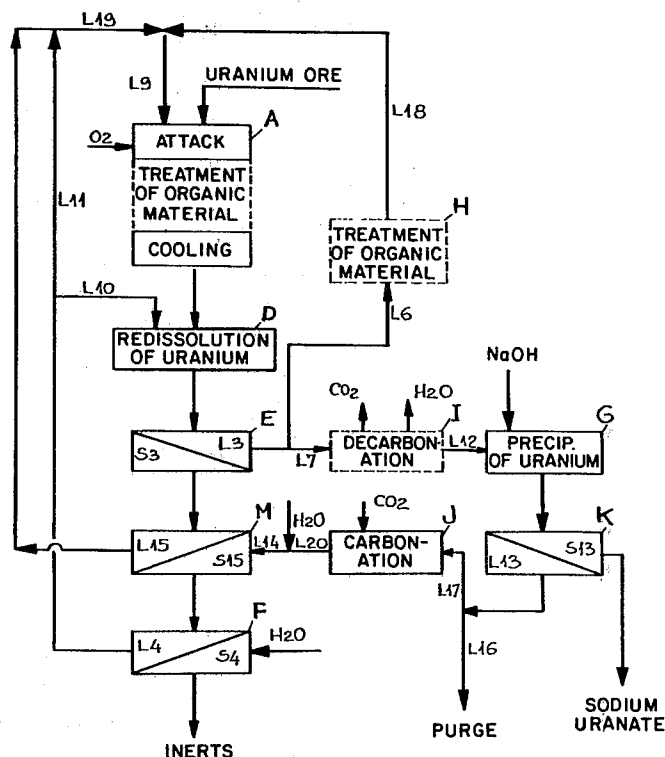 L19
L9
URANIUM ORE
A
L18
O2
ATTACK
TREATMENT
OF ORGANIC
MATERIAL
COOLING
L11
H
TREATMENT
OF ORGANIC
MATERIAL
L10
D
L6
REDISSOLUTION
OF URANIUM
NaOH
CO2
H2O
E
I
G
S3
L3
L7
DECARBON-
ATION
L12
PRECIP.
OF URANIUM
M
H2O
CO2
J
K
L15
S15
L14
L20
CARBON-
ATION
L17
L13
S13
F
L4
S4
H2O
L16
INERTS
PURGE
SODIUM
URANATE